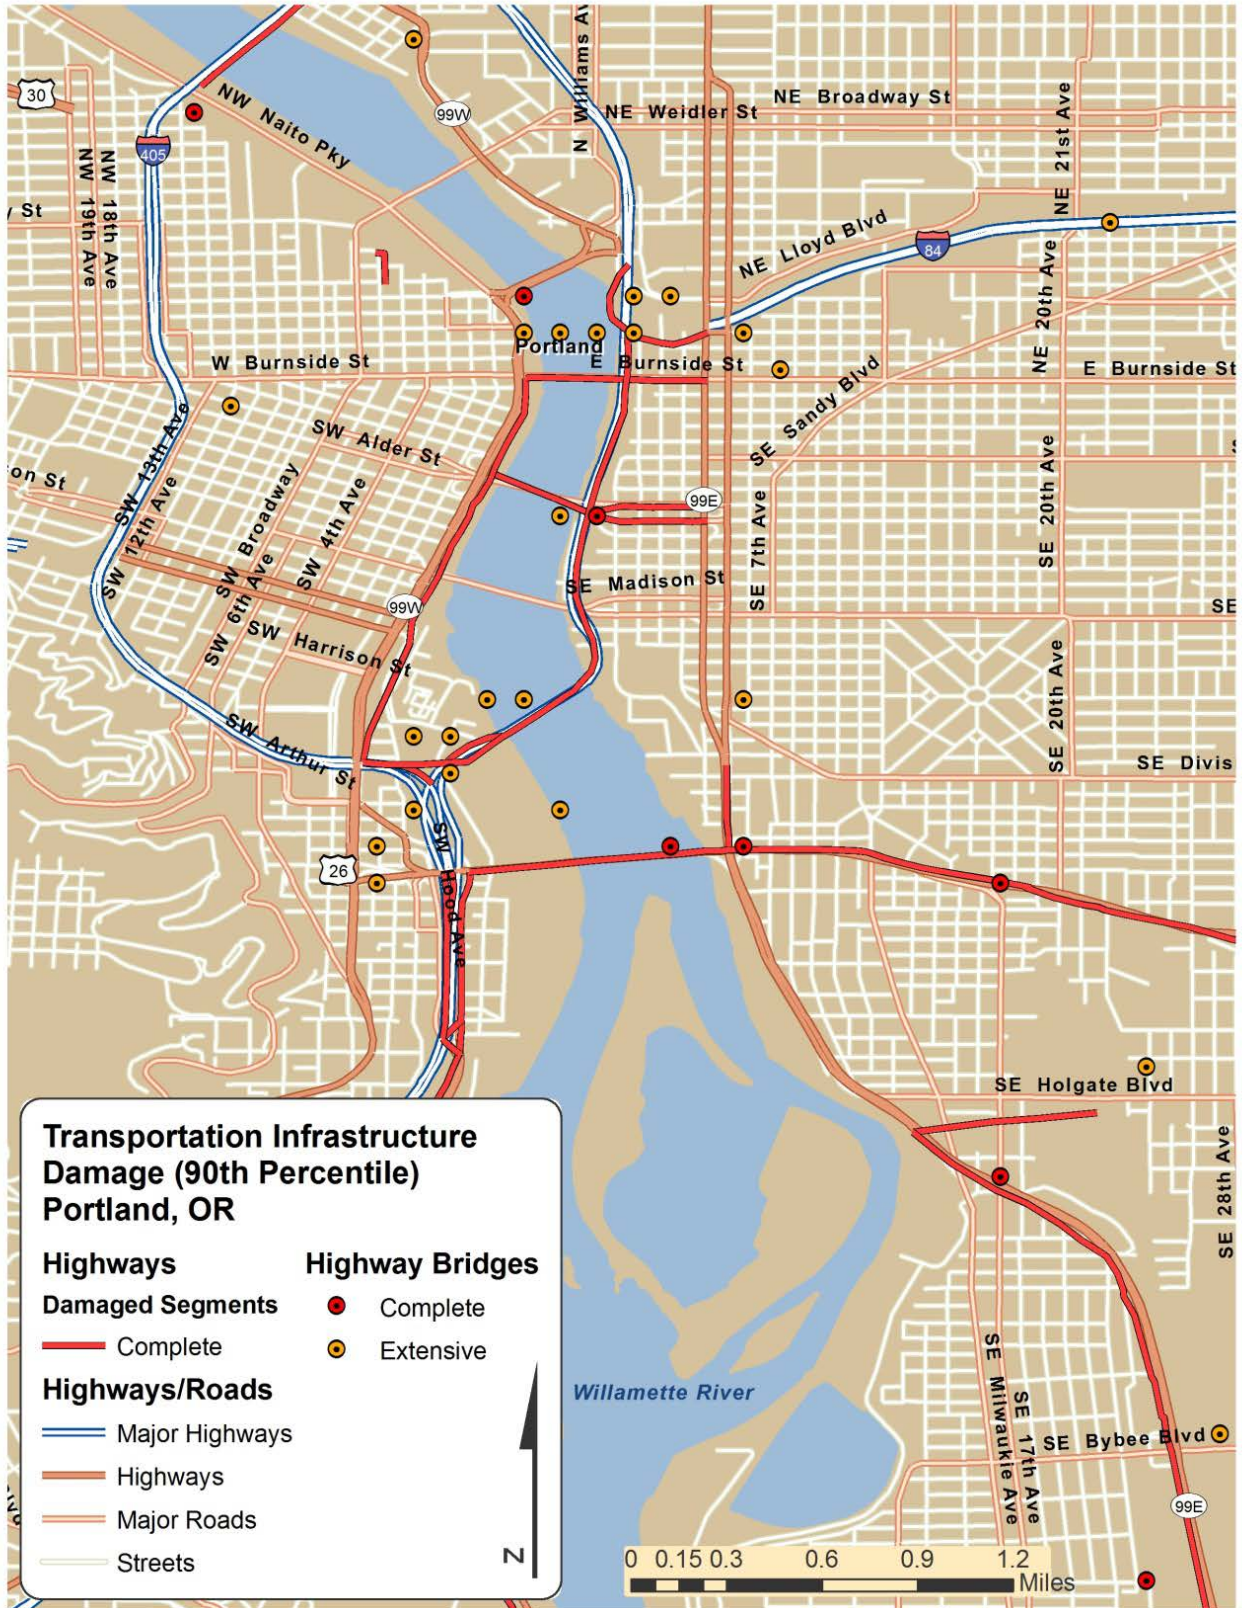 30
405
99W
NW Naito Pky
N Williams Av
NE Weidler St
NE Broadway St
NE 21st Ave
NW 19th Ave
NW 18th Ave
y St
NE Lloyd Blvd
84
NE 20th Ave
Portland
W Burnside St
E Burnside St
E Burnside St
SE Sandy Blvd
SW Alder St
SW 13th Ave
SW 12th Ave
on St
SW Broadway
SW 4th Ave
SW 6th Ave
99E
SE 7th Ave
SE 20th Ave
SE Madison St
SE
99W
SW Harrison St
SE 20th Ave
SW Arthur St
SE Divis
26
SW Hood Ave
SE Holgate Blvd
SE 28th Ave
Willamette River
SE Milwaukie Ave
SE 17th Ave
SE Bybee Blvd
99E
Transportation Infrastructure
Damage (90th Percentile)
Portland, OR
Highways
Damaged Segments
Complete
Highways/Roads
Major Highways
Highways
Major Roads
Streets
Highway Bridges
Complete
Extensive
N
0 0.15 0.3 0.6 0.9 1.2
Miles